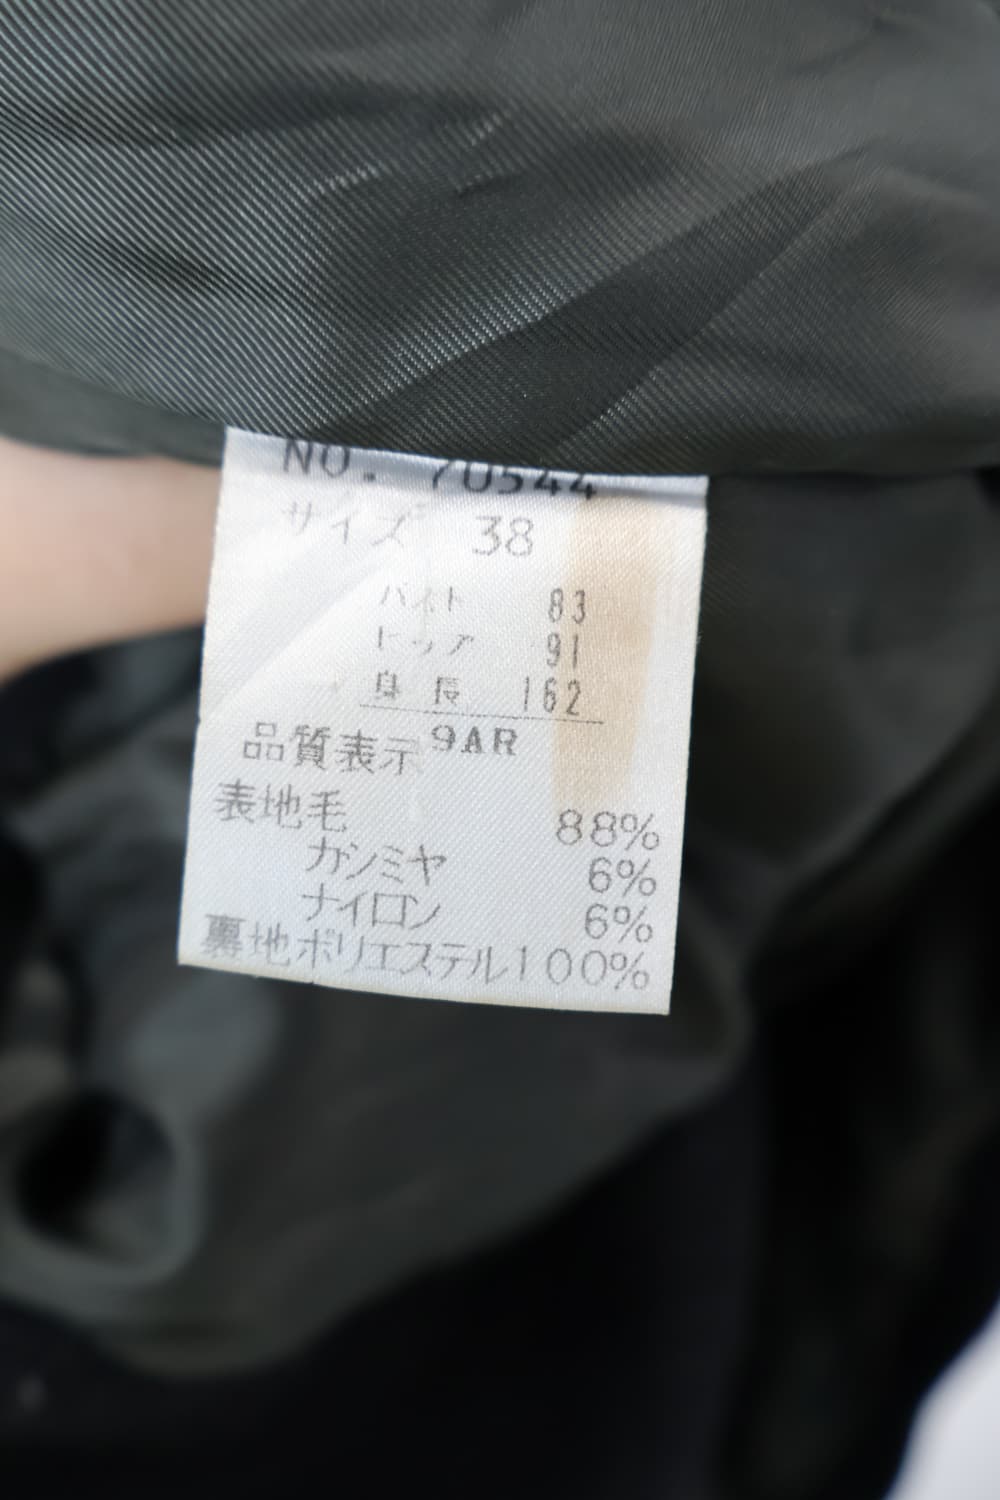 NO. 70544
サイズ 38
バスト 83
ヒップ 91
身長 162
9AR
品質表示
表地毛 88%
カシミヤ 6%
ナイロン 6%
裏地ポリエステル100%